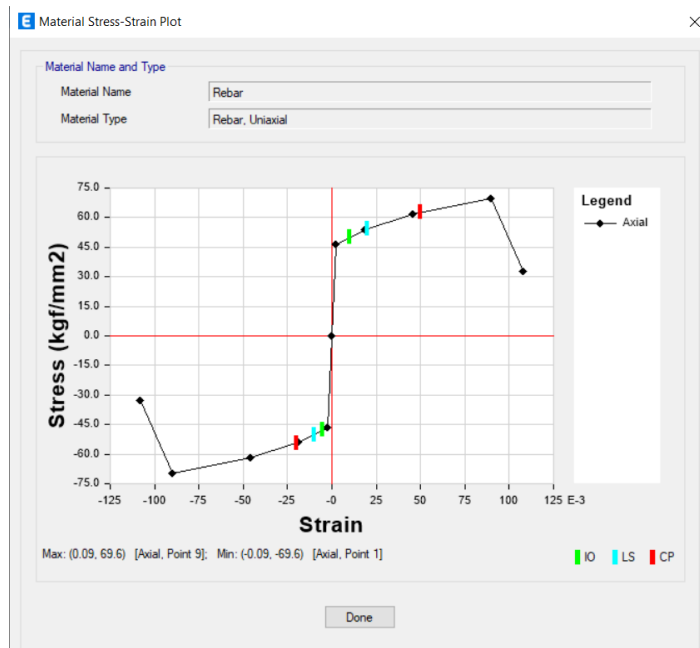 E Material Stress-Strain Plot
Material Name and Type
Material Name Rebar
Material Type Rebar, Uniaxial
75.0
60.0
45.0
30.0
15.0
0.0
-15.0
-30.0
-45.0
-60.0
-75.0
Stress (kgf/mm2)
-125 -100 -75 -50 -25 -0 25 50 75 100 125 E-3
Strain
Legend
Axial
Max: (0.09, 69.6) [Axial, Point 9]; Min: (-0.09, -69.6) [Axial, Point 1]
IO LS CP
Done